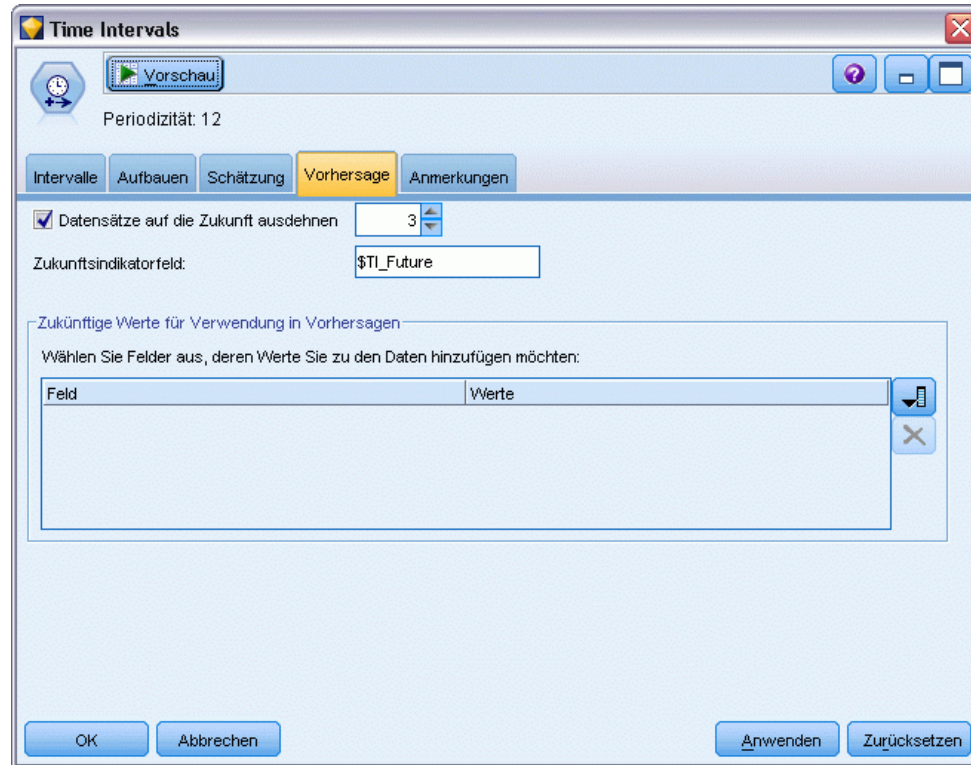 Time Intervals
Vorschau
Periodizität: 12
Intervalle Aufbauen Schätzung Vorhersage Anmerkungen
Datensätze auf die Zukunft ausdehnen 3
Zukunftsindikatorfeld: $TI_Future
Zukünftige Werte für Verwendung in Vorhersagen
Wählen Sie Felder aus, deren Werte Sie zu den Daten hinzufügen möchten:
Feld Werte
OK Abbrechen Anwenden Zurücksetzen